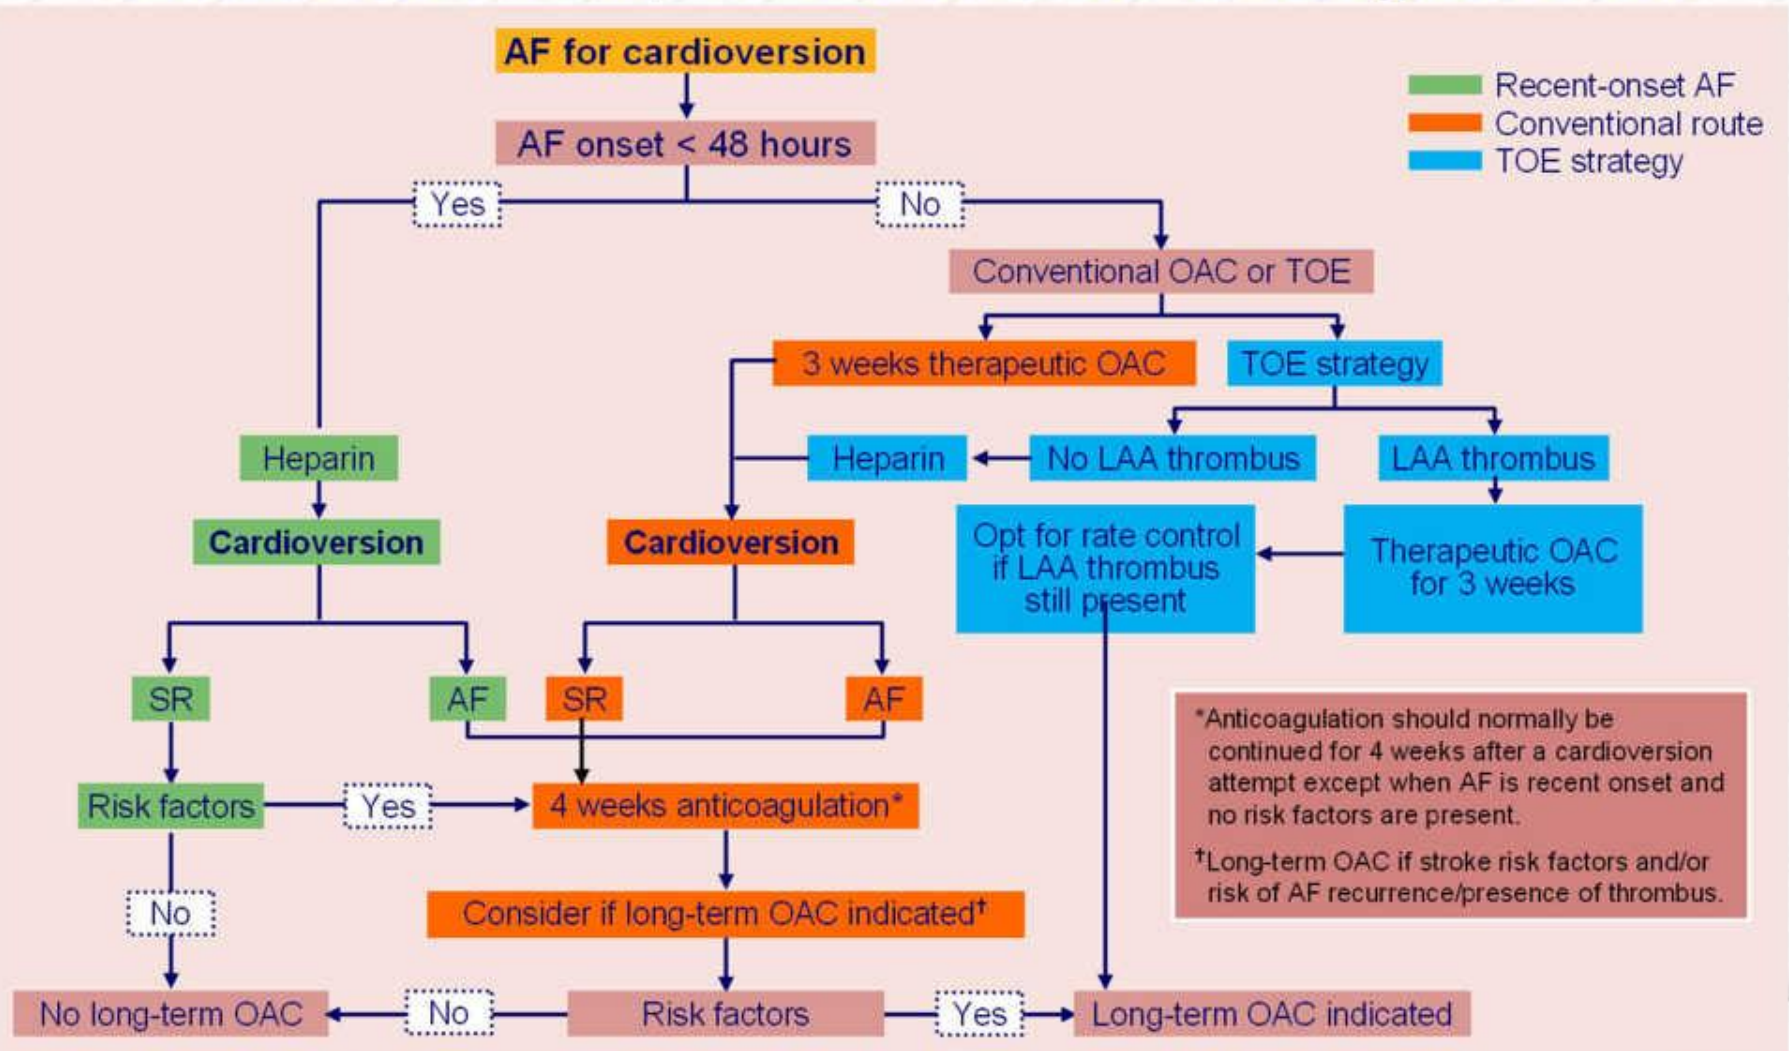 AF for cardioversion
Recent-onset AF
Conventional route
TOE strategy
AF onset < 48 hours
Yes
No
Conventional OAC or TOE
3 weeks therapeutic OAC
TOE strategy
Heparin
Heparin
No LAA thrombus
LAA thrombus
Cardioversion
Cardioversion
Opt for rate control
if LAA thrombus
still present
Therapeutic OAC
for 3 weeks
SR
AF
SR
AF
*Anticoagulation should normally be
continued for 4 weeks after a cardioversion
attempt except when AF is recent onset and
no risk factors are present.
†Long-term OAC if stroke risk factors and/or
risk of AF recurrence/presence of thrombus.
Risk factors
Yes
4 weeks anticoagulation*
No
Consider if long-term OAC indicated†
No long-term OAC
No
Risk factors
Yes
Long-term OAC indicated